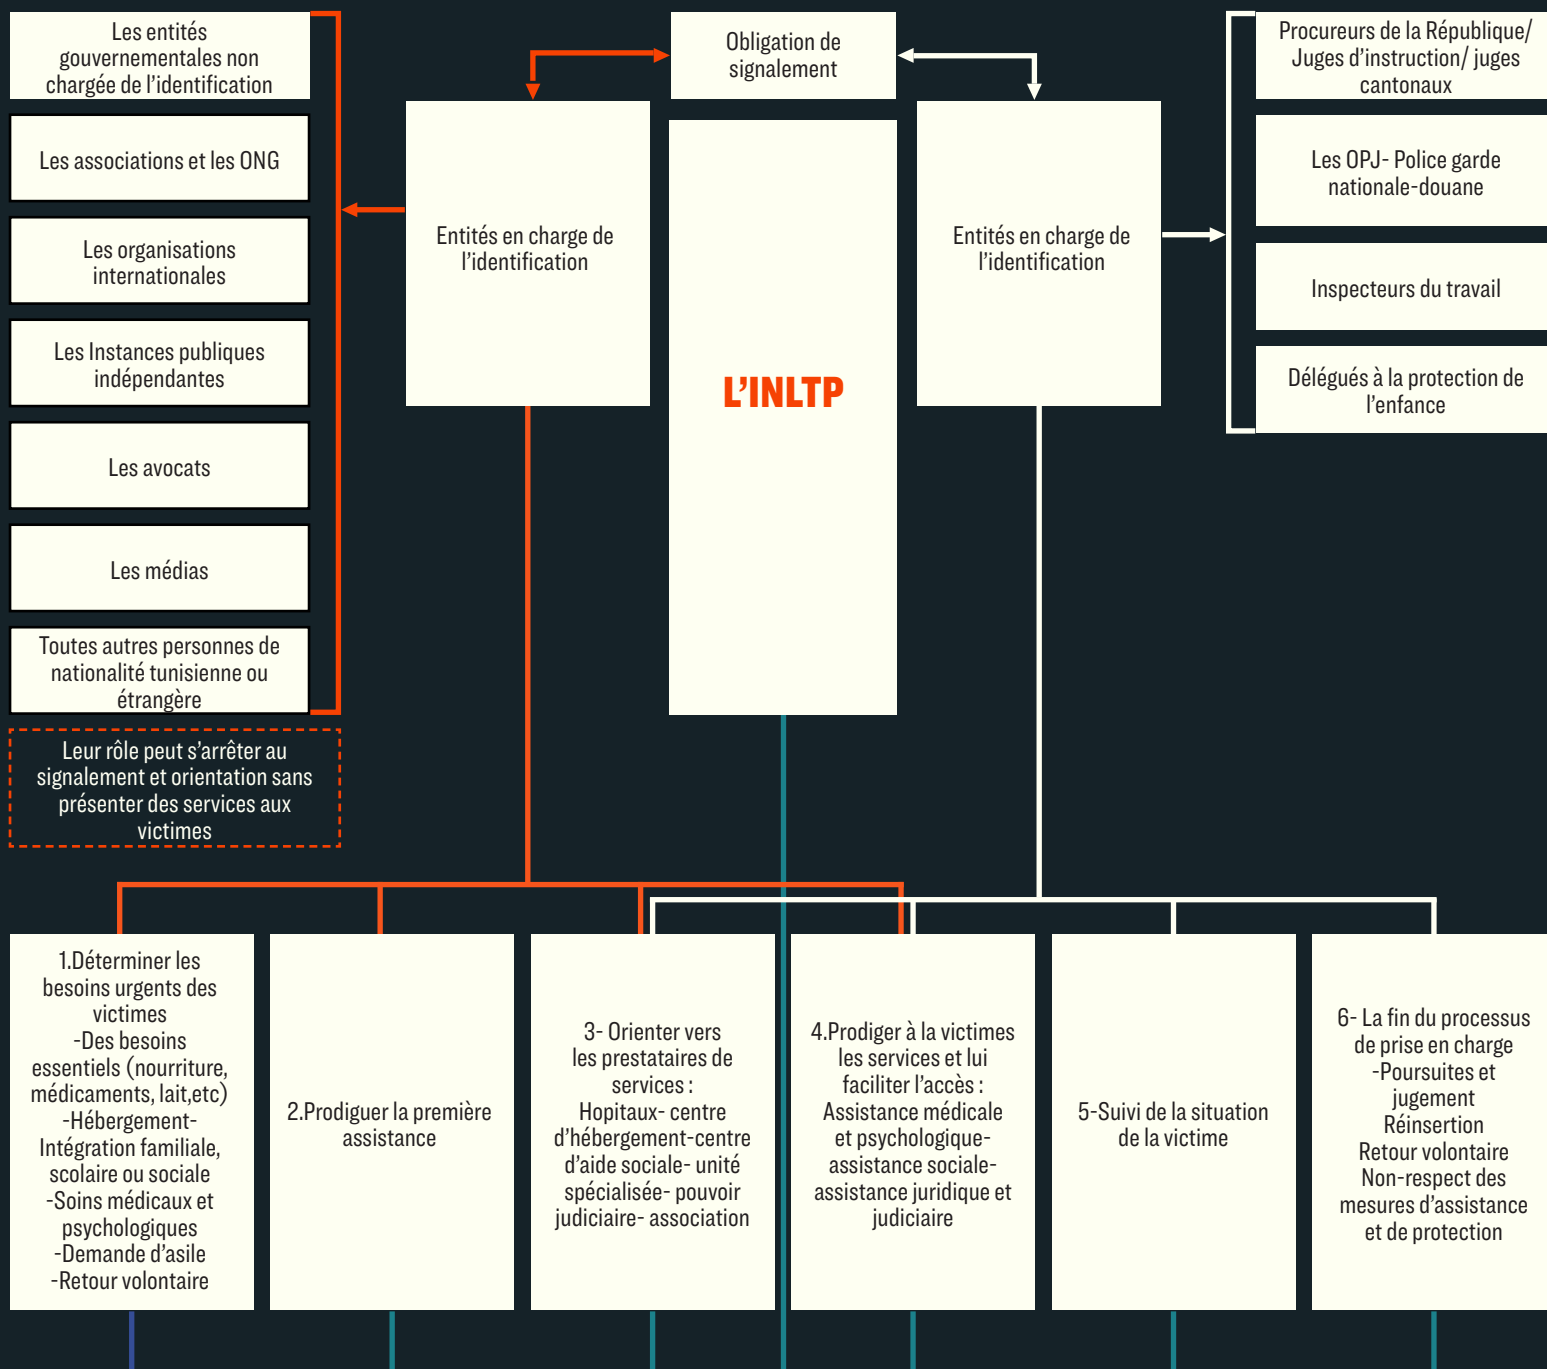 Les entités
gouvernementales non
chargée de l'identification
Les associations et les ONG
Les organisations
internationales
Les Instances publiques
indépendantes
Les avocats
Les médias
Toutes autres personnes de
nationalité tunisienne ou
étrangère
Leur rôle peut s'arrêter au
signalement et orientation sans
présenter des services aux
victimes
Entités en charge de
l'identification
Obligation de
signalement
L'INLTP
Entités en charge de
l'identification
Procureurs de la République/
Juges d'instruction/ juges
cantonaux
Les OPJ- Police garde
nationale-douane
Inspecteurs du travail
Délégués à la protection de
l'enfance
1.Déterminer les
besoins urgents des
victimes
-Des besoins
essentiels (nourriture,
médicaments, lait,etc)
-Hébergement-
Intégration familiale,
scolaire ou sociale
-Soins médicaux et
psychologiques
-Demande d'asile
-Retour volontaire
2.Prodiguer la première
assistance
3- Orienter vers
les prestataires de
services :
Hopitaux- centre
d'hébergement-centre
d'aide sociale- unité
spécialisée- pouvoir
judiciaire- association
4.Prodiger à la victimes
les services et lui
faciliter l'accès :
Assistance médicale
et psychologique-
assistance sociale-
assistance juridique et
judiciaire
5-Suivi de la situation
de la victime
6- La fin du processus
de prise en charge
-Poursuites et
jugement
Réinsertion
Retour volontaire
Non-respect des
mesures d'assistance
et de protection